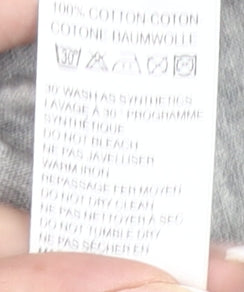 100% COTTON COTON
COTONE BAUMWOLLE
30°
30 WASH AS SYNTHETICS
LAVAGE A 30° PROGRAMME
SYNTHETIQUE
DO NOT BLEACH
NE PAS JAVELLISER
WARM IRON
REPASSAGE FER MOYEN
DO NOT DRY CLEAN
NE PAS NETTOYER A SEC
DO NOT TUMBLE DRY
NE PAS SECHER EN